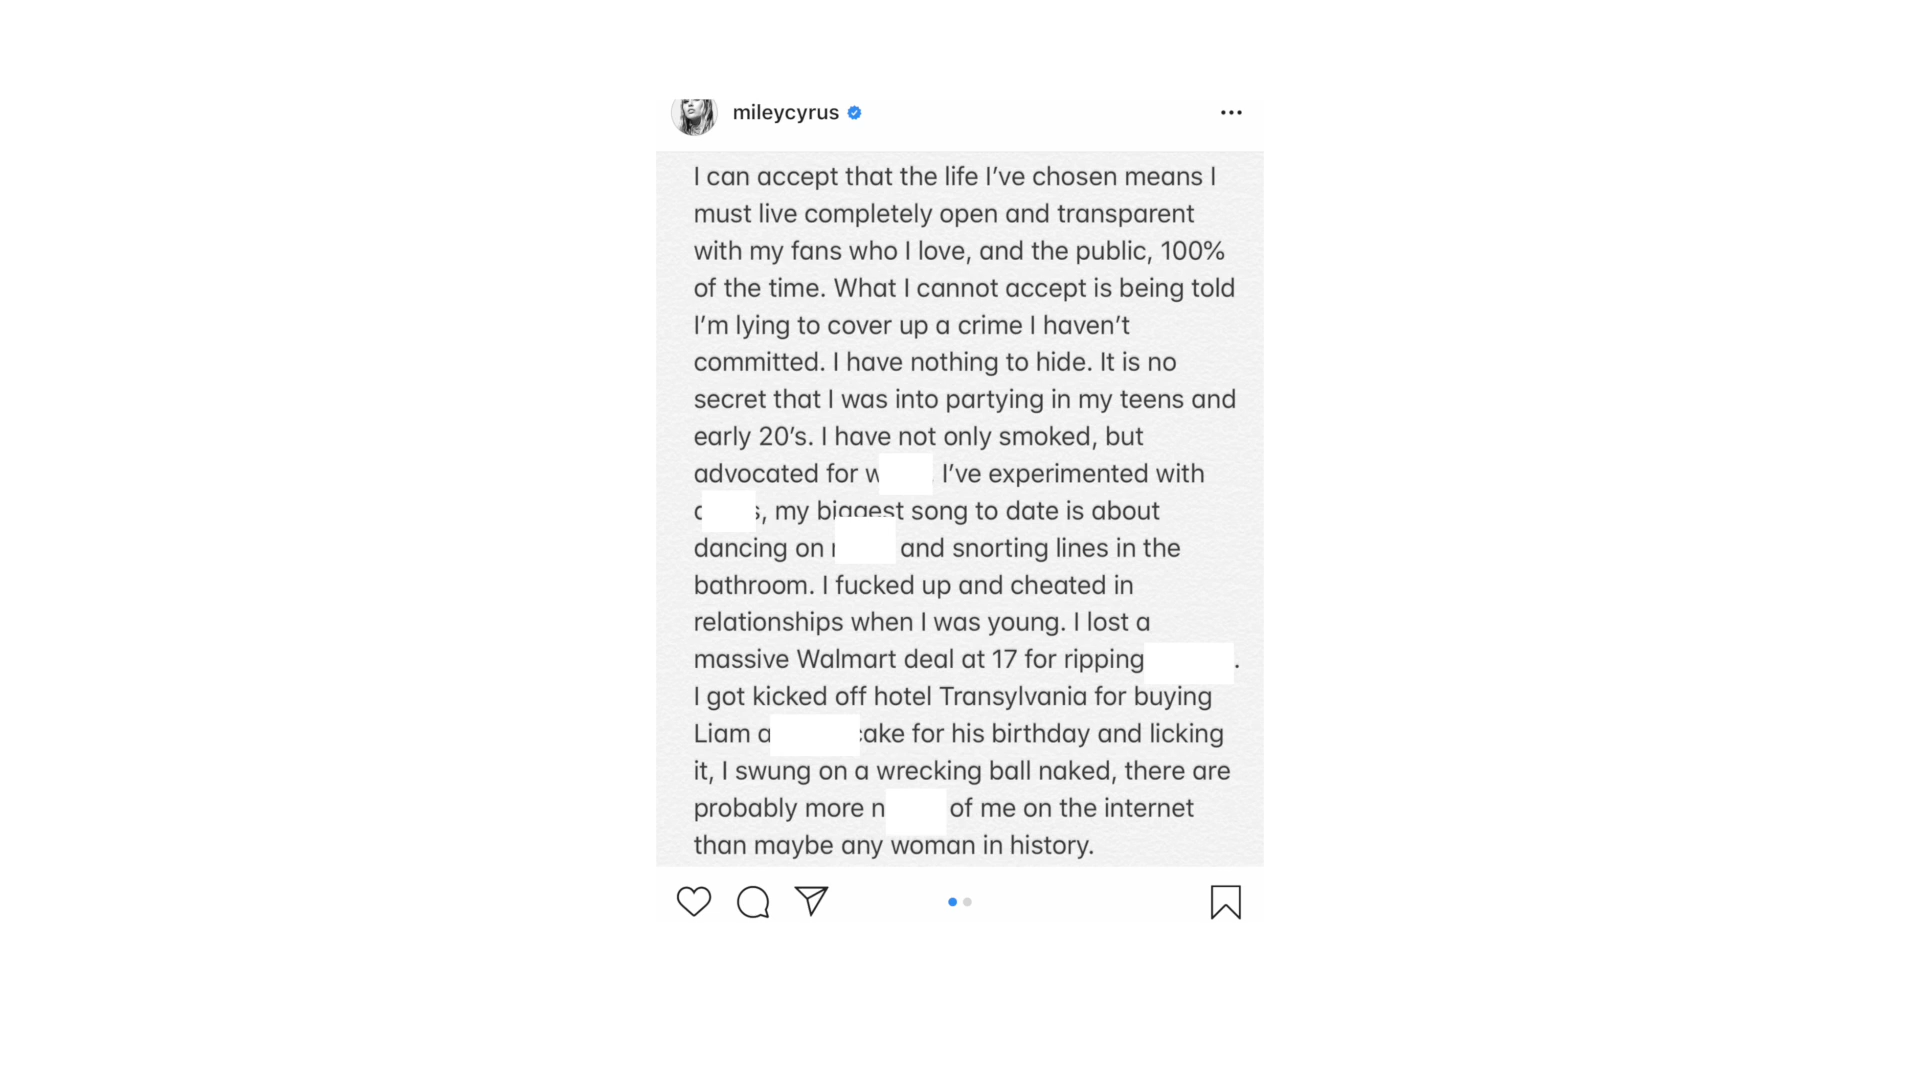 mileycyrus
I can accept that the life I’ve chosen means I
must live completely open and transparent
with my fans who I love, and the public, 100%
of the time. What I cannot accept is being told
I’m lying to cover up a crime I haven’t
committed. I have nothing to hide. It is no
secret that I was into partying in my teens and
early 20’s. I have not only smoked, but
advocated for I’ve experimented with
my biggest song to date is about
dancing on and snorting lines in the
bathroom. I fucked up and cheated in
relationships when I was young. I lost a
massive Walmart deal at 17 for ripping .
I got kicked off hotel Transylvania for buying
Liam a for his birthday and licking
it, I swung on a wrecking ball naked, there are
probably more of me on the internet
than maybe any woman in history.